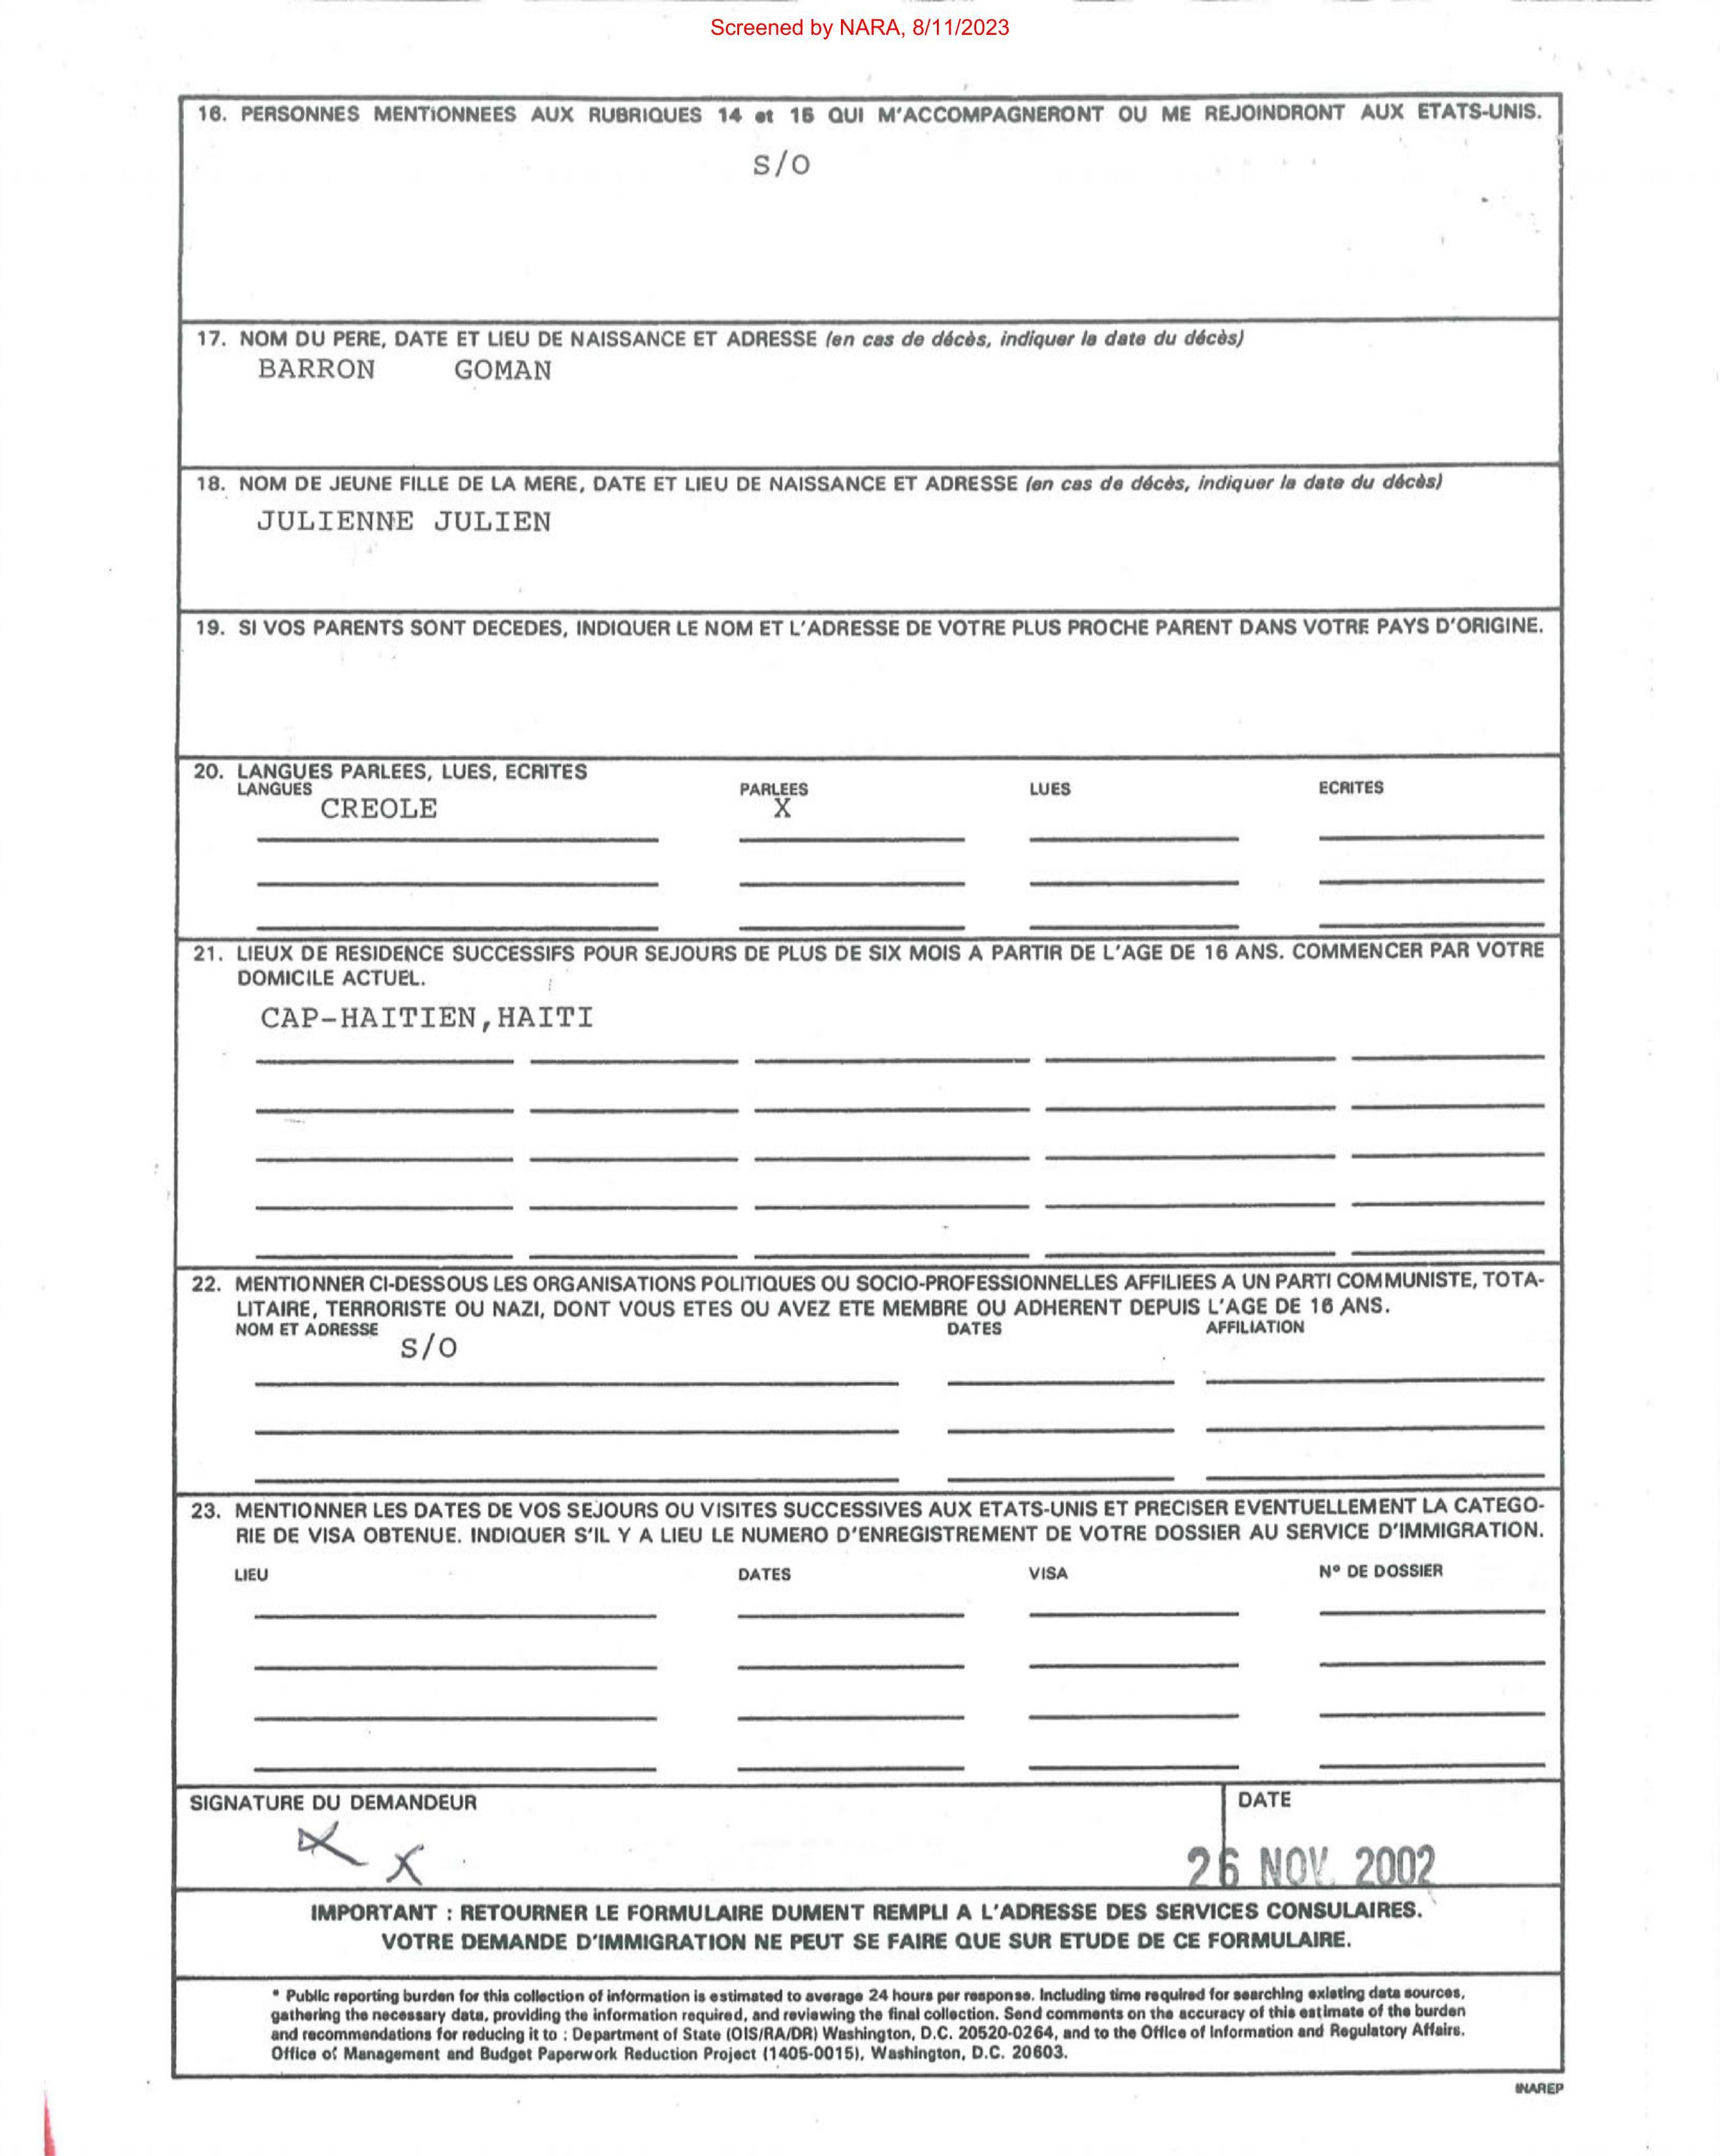 Screened by NARA, 8/11/2023
16. PERSONNES MENTIONNEES AUX RUBRIQUES 14 et 15 QUI M'ACCOMPAGNERONT OU ME REJOINDRONT AUX ETATS-UNIS.
S/O
17. NOM DU PERE, DATE ET LIEU DE NAISSANCE ET ADRESSE (en cas de décès, indiquer la date du décès)
BARRON GOMAN
18. NOM DE JEUNE FILLE DE LA MERE, DATE ET LIEU DE NAISSANCE ET ADRESSE (en cas de décès, indiquer la date du décès)
JULIENNE JULIEN
19. SI VOS PARENTS SONT DECEDES, INDIQUER LE NOM ET L'ADRESSE DE VOTRE PLUS PROCHE PARENT DANS VOTRE PAYS D'ORIGINE.
20. LANGUES PARLEES, LUES, ECRITES
LANGUES PARLEES LUES ECRITES
CREOLE X
21. LIEUX DE RESIDENCE SUCCESSIFS POUR SEJOURS DE PLUS DE SIX MOIS A PARTIR DE L'AGE DE 16 ANS. COMMENCER PAR VOTRE
DOMICILE ACTUEL.
CAP-HAITIEN,HAITI
22. MENTIONNER CI-DESSOUS LES ORGANISATIONS POLITIQUES OU SOCIO-PROFESSIONNELLES AFFILIEES A UN PARTI COMMUNISTE, TOTA-
LITAIRE, TERRORISTE OU NAZI, DONT VOUS ETES OU AVEZ ETE MEMBRE OU ADHERENT DEPUIS L'AGE DE 16 ANS.
NOM ET ADRESSE DATES AFFILIATION
S/O
23. MENTIONNER LES DATES DE VOS SEJOURS OU VISITES SUCCESSIVES AUX ETATS-UNIS ET PRECISER EVENTUELLEMENT LA CATEGO-
RIE DE VISA OBTENUE. INDIQUER S'IL Y A LIEU LE NUMERO D'ENREGISTREMENT DE VOTRE DOSSIER AU SERVICE D'IMMIGRATION.
LIEU DATES VISA Nº DE DOSSIER
SIGNATURE DU DEMANDEUR DATE
X X 26 NOV. 2002
IMPORTANT : RETOURNER LE FORMULAIRE DUMENT REMPLI A L'ADRESSE DES SERVICES CONSULAIRES.
VOTRE DEMANDE D'IMMIGRATION NE PEUT SE FAIRE QUE SUR ETUDE DE CE FORMULAIRE.
* Public reporting burden for this collection of information is estimated to average 24 hours per response. Including time required for searching existing data sources,
gathering the necessary data, providing the information required, and reviewing the final collection. Send comments on the accuracy of this estimate of the burden
and recommendations for reducing it to : Department of State (OIS/RA/DR) Washington, D.C. 20520-0264, and to the Office of Information and Regulatory Affairs.
Office of Management and Budget Paperwork Reduction Project (1405-0015), Washington, D.C. 20603.
INAREP